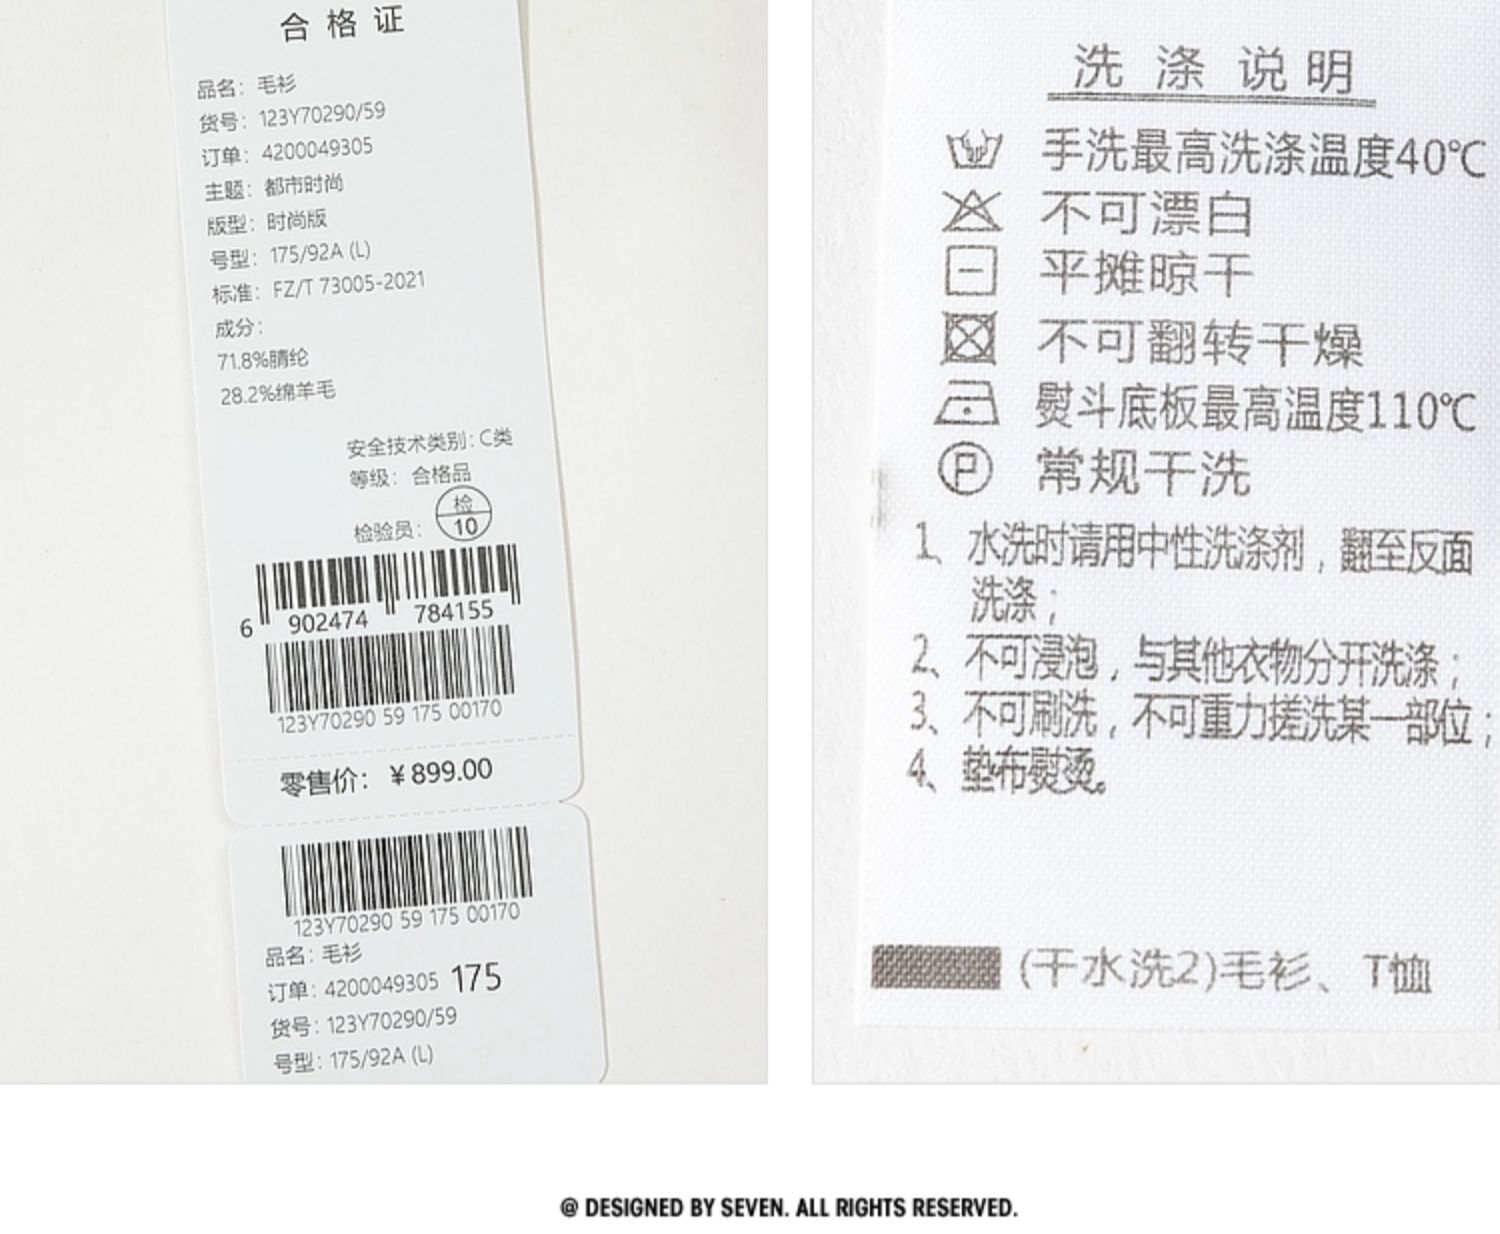 合格证
品名：毛衫
货号：123Y70290/59
订单：4200049305
主题：都市时尚
版型：时尚版
号型：175/92A (L)
标准：FZ/T 73005-2021
成分：
71.8%腈纶
28.2%绵羊毛
安全技术类别：C类
等级：合格品
检验员：检 10
6 902474 784155
123Y70290 59 175 00170
零售价：￥899.00
123Y70290 59 175 00170
品名：毛衫
订单：4200049305 175
货号：123Y70290/59
号型：175/92A (L)
洗涤说明
手洗最高洗涤温度40℃
不可漂白
平摊晾干
不可翻转干燥
熨斗底板最高温度110℃
P 常规干洗
1、水洗时请用中性洗涤剂，翻至反面
洗涤；
2、不可浸泡，与其他衣物分开洗涤；
3、不可刷洗，不可重力搓洗某一部位；
4、垫布熨烫。
(干水洗2)毛衫、T恤
@ DESIGNED BY SEVEN. ALL RIGHTS RESERVED.